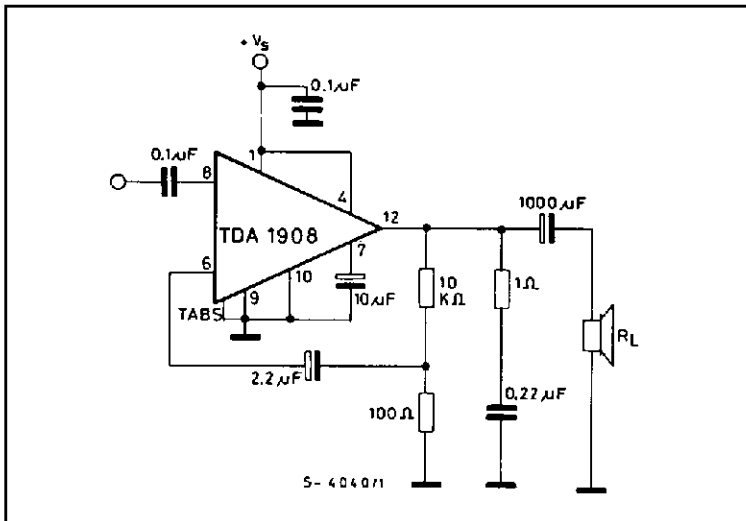 + Vs
0.1µF
0.1µF
8
1
4
12
1000µF
TDA 1908
7
6
10
10µF
10
KΩ
1Ω
TABS
9
RL
2.2µF
0.22µF
100Ω
S- 4040/1